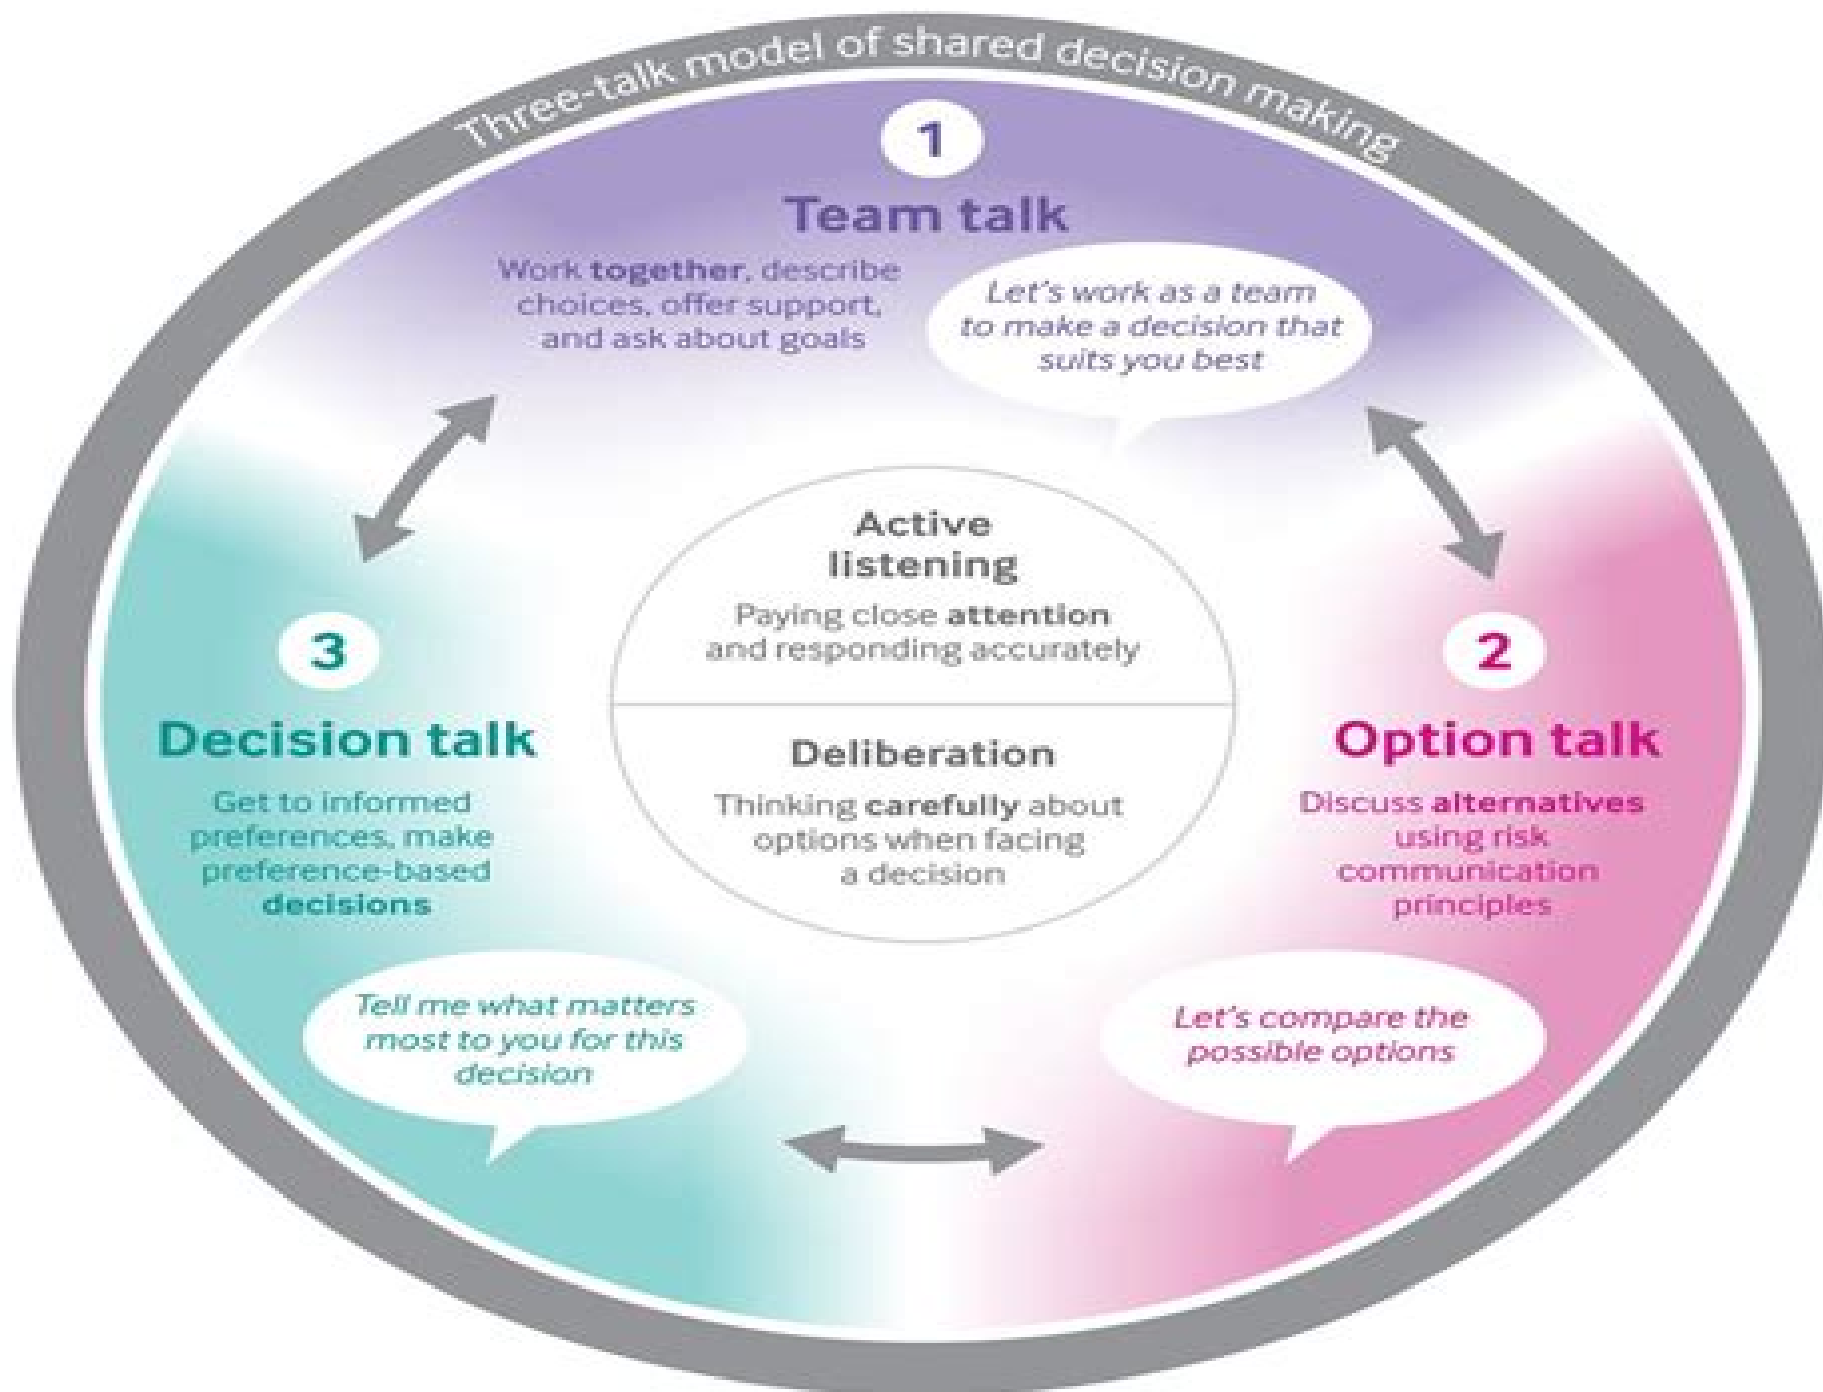 Three-talk model of shared decision making
1
Team talk
Work together, describe
choices, offer support,
and ask about goals
Let's work as a team
to make a decision that
suits you best
Active
listening
Paying close attention
and responding accurately
Deliberation
Thinking carefully about
options when facing
a decision
2
Option talk
Discuss alternatives
using risk
communication
principles
Let's compare the
possible options
3
Decision talk
Get to informed
preferences, make
preference-based
decisions
Tell me what matters
most to you for this
decision